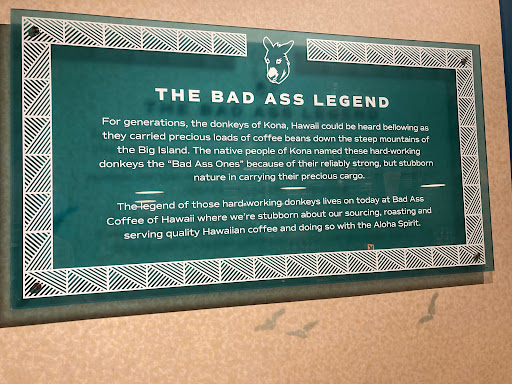 THE BAD ASS LEGEND
For generations, the donkeys of Kona, Hawaii could be heard bellowing as
they carried precious loads of coffee beans down the steep mountains of
the Big Island. The native people of Kona named these hard-working
donkeys the “Bad Ass Ones” because of their reliably strong, but stubborn
nature in carrying their precious cargo.
The legend of those hard-working donkeys lives on today at Bad Ass
Coffee of Hawaii where we're stubborn about our sourcing, roasting and
serving quality Hawaiian coffee and doing so with the Aloha Spirit.